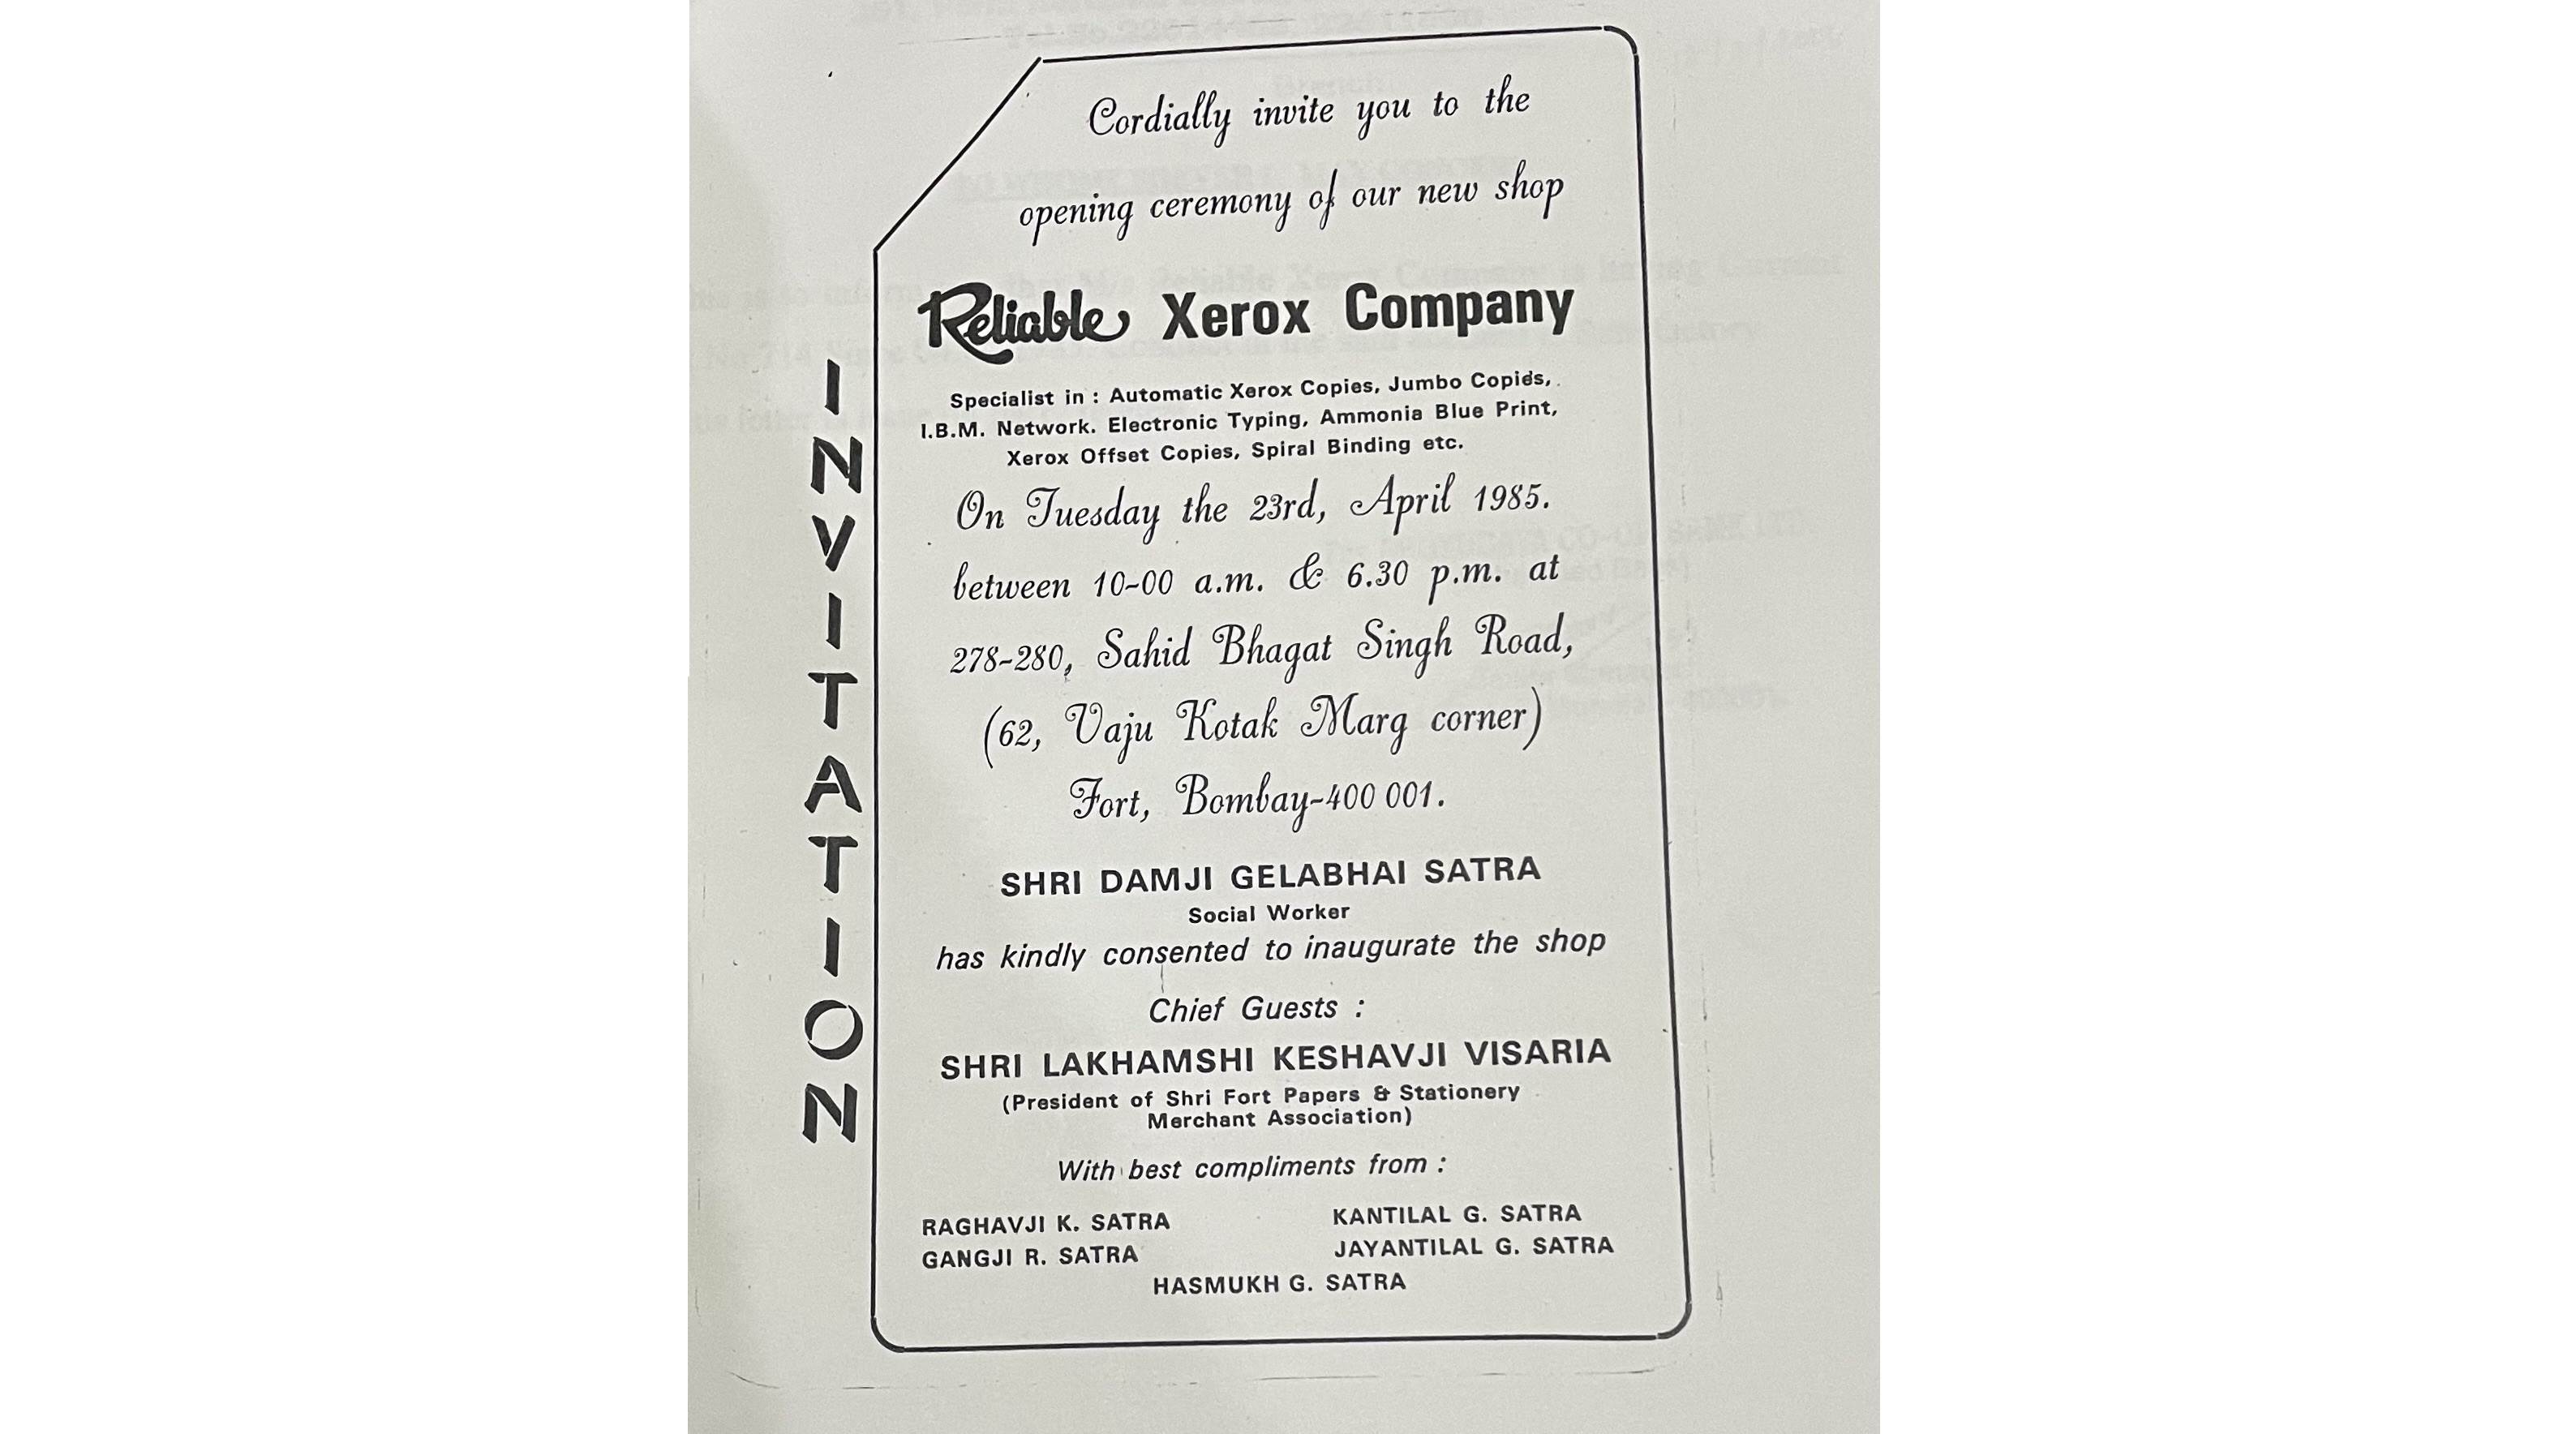 INVITATION
Cordially invite you to the
opening ceremony of our new shop
Reliable Xerox Company
Specialist in : Automatic Xerox Copies, Jumbo Copies,
I.B.M. Network. Electronic Typing, Ammonia Blue Print,
Xerox Offset Copies, Spiral Binding etc.
On Tuesday the 23rd, April 1985.
between 10-00 a.m. & 6.30 p.m. at
278-280, Sahid Bhagat Singh Road,
(62, Vaju Kotak Marg corner)
Fort, Bombay-400 001.
SHRI DAMJI GELABHAI SATRA
Social Worker
has kindly consented to inaugurate the shop
Chief Guests :
SHRI LAKHAMSHI KESHAVJI VISARIA
(President of Shri Fort Papers & Stationery
Merchant Association)
With best compliments from :
RAGHAVJI K. SATRA KANTILAL G. SATRA
GANGJI R. SATRA JAYANTILAL G. SATRA
HASMUKH G. SATRA